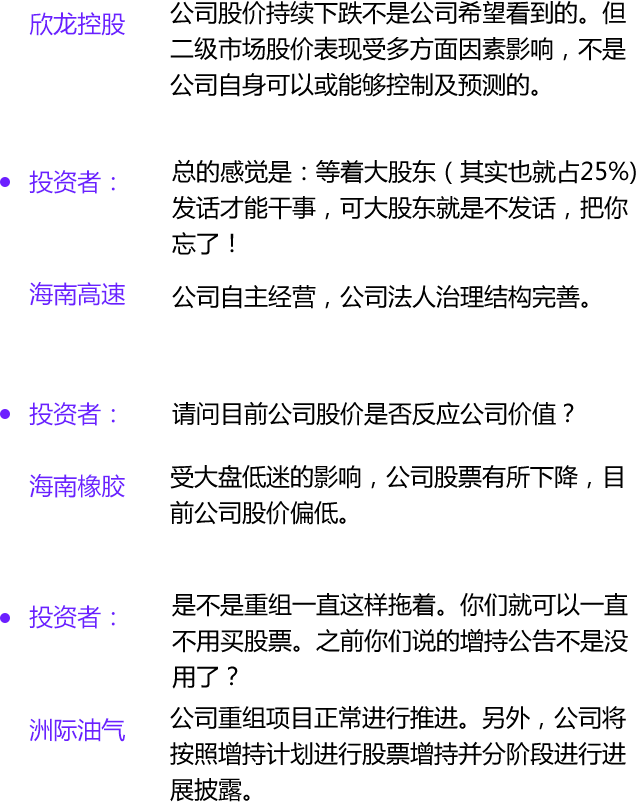 欣龙控股
公司股价持续下跌不是公司希望看到的。但
二级市场股价表现受多方面因素影响，不是
公司自身可以或能够控制及预测的。
• 投资者：
总的感觉是：等着大股东（其实也就占25%)
发话才能干事，可大股东就是不发话，把你
忘了！
海南高速
公司自主经营，公司法人治理结构完善。
• 投资者：
请问目前公司股价是否反应公司价值？
海南橡胶
受大盘低迷的影响，公司股票有所下降，目
前公司股价偏低。
• 投资者：
是不是重组一直这样拖着。你们就可以一直
不用买股票。之前你们说的增持公告不是没
用了？
洲际油气
公司重组项目正常进行推进。另外，公司将
按照增持计划进行股票增持并分阶段进行进
展披露。